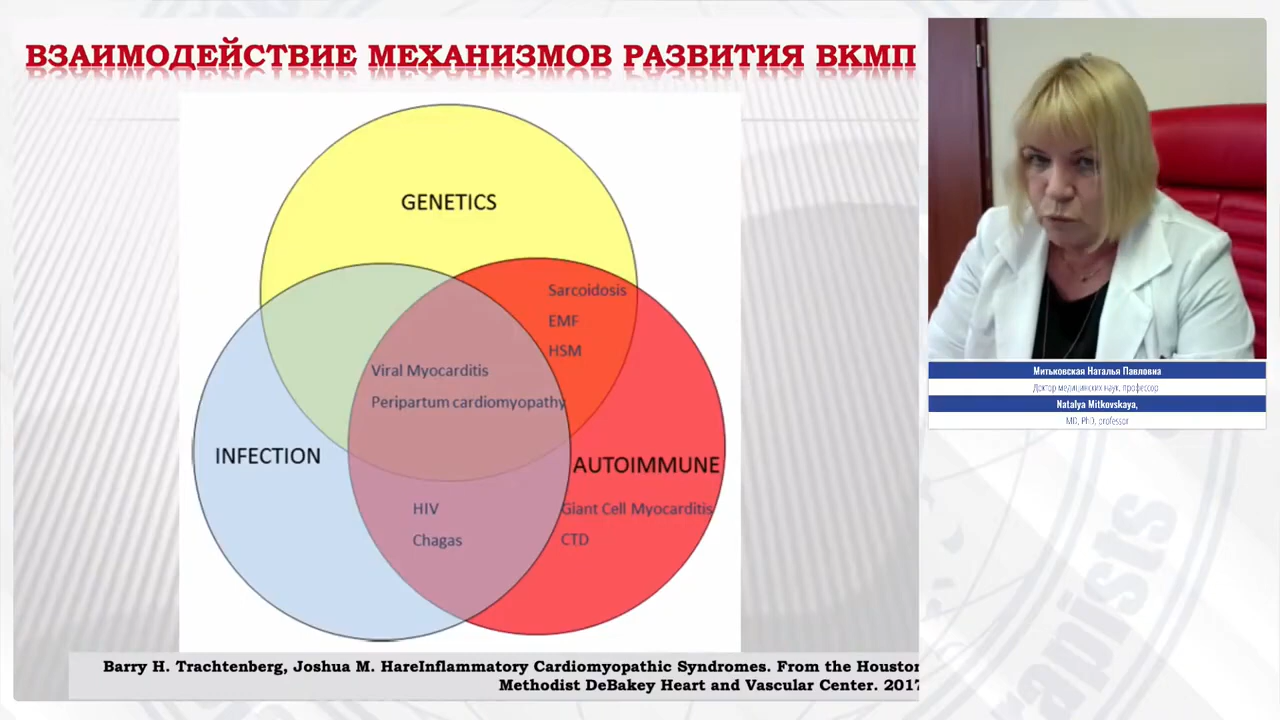 ВЗАИМОДЕЙСТВИЕ МЕХАНИЗМОВ РАЗВИТИЯ ВКМП
GENETICS
Sarcoidosis
EMF
HSM
Viral Myocarditis
Peripartum cardiomyopathy
INFECTION
AUTOIMMUNE
HIV
Chagas
Giant Cell Myocarditis
CTD
Barry H. Trachtenberg, Joshua M. HareInflammatory Cardiomyopathic Syndromes. From the Houston
Methodist DeBakey Heart and Vascular Center. 2017
Митьковская Наталья Павловна
Доктор медицинских наук, профессор
Natalya Mitkovskaya,
MD, PhD, professor
rapists